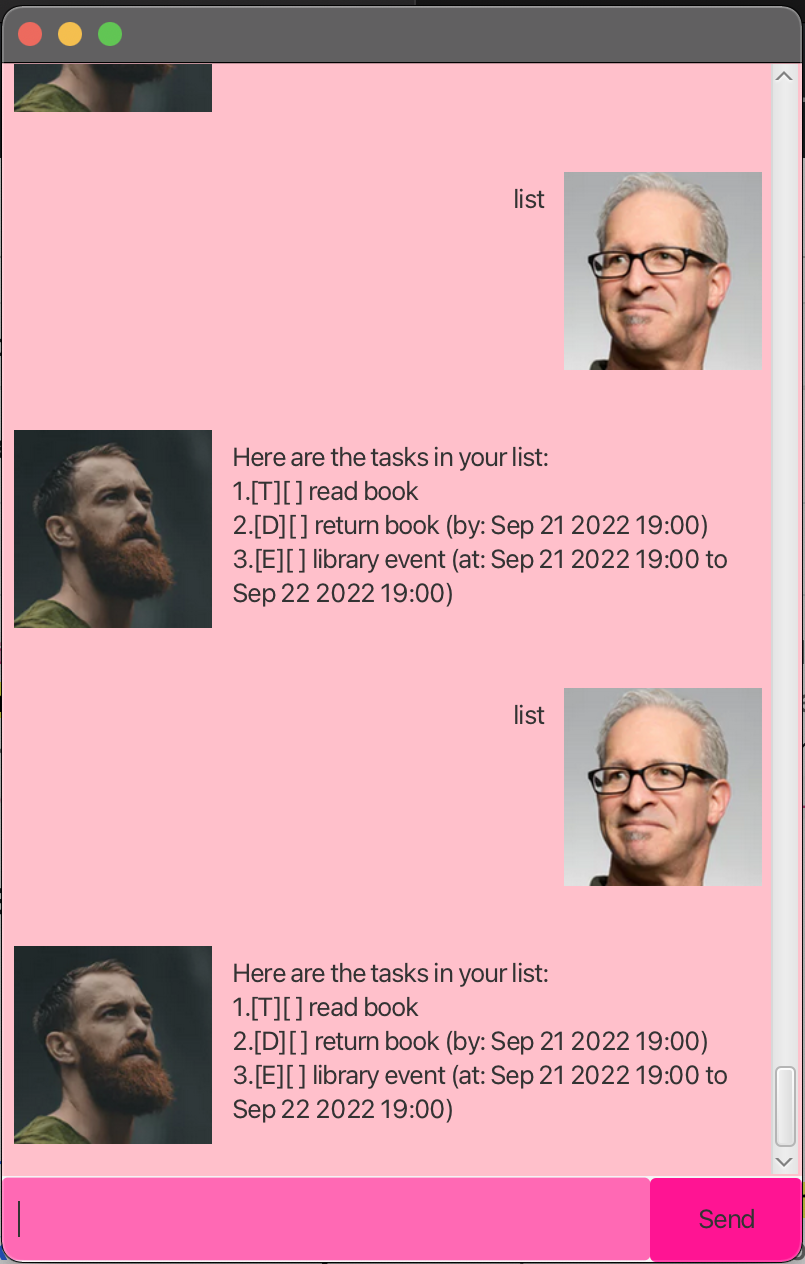 list
Here are the tasks in your list:
1.[T][ ] read book
2.[D][ ] return book (by: Sep 21 2022 19:00)
3.[E][ ] library event (at: Sep 21 2022 19:00 to
Sep 22 2022 19:00)
list
Here are the tasks in your list:
1.[T][ ] read book
2.[D][ ] return book (by: Sep 21 2022 19:00)
3.[E][ ] library event (at: Sep 21 2022 19:00 to
Sep 22 2022 19:00)
Send